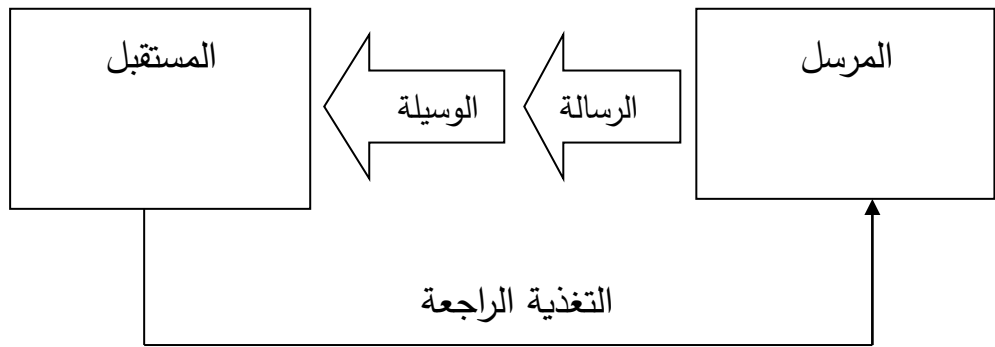 المرسل
الرسالة
الوسيلة
المستقبل
التغذية الراجعة